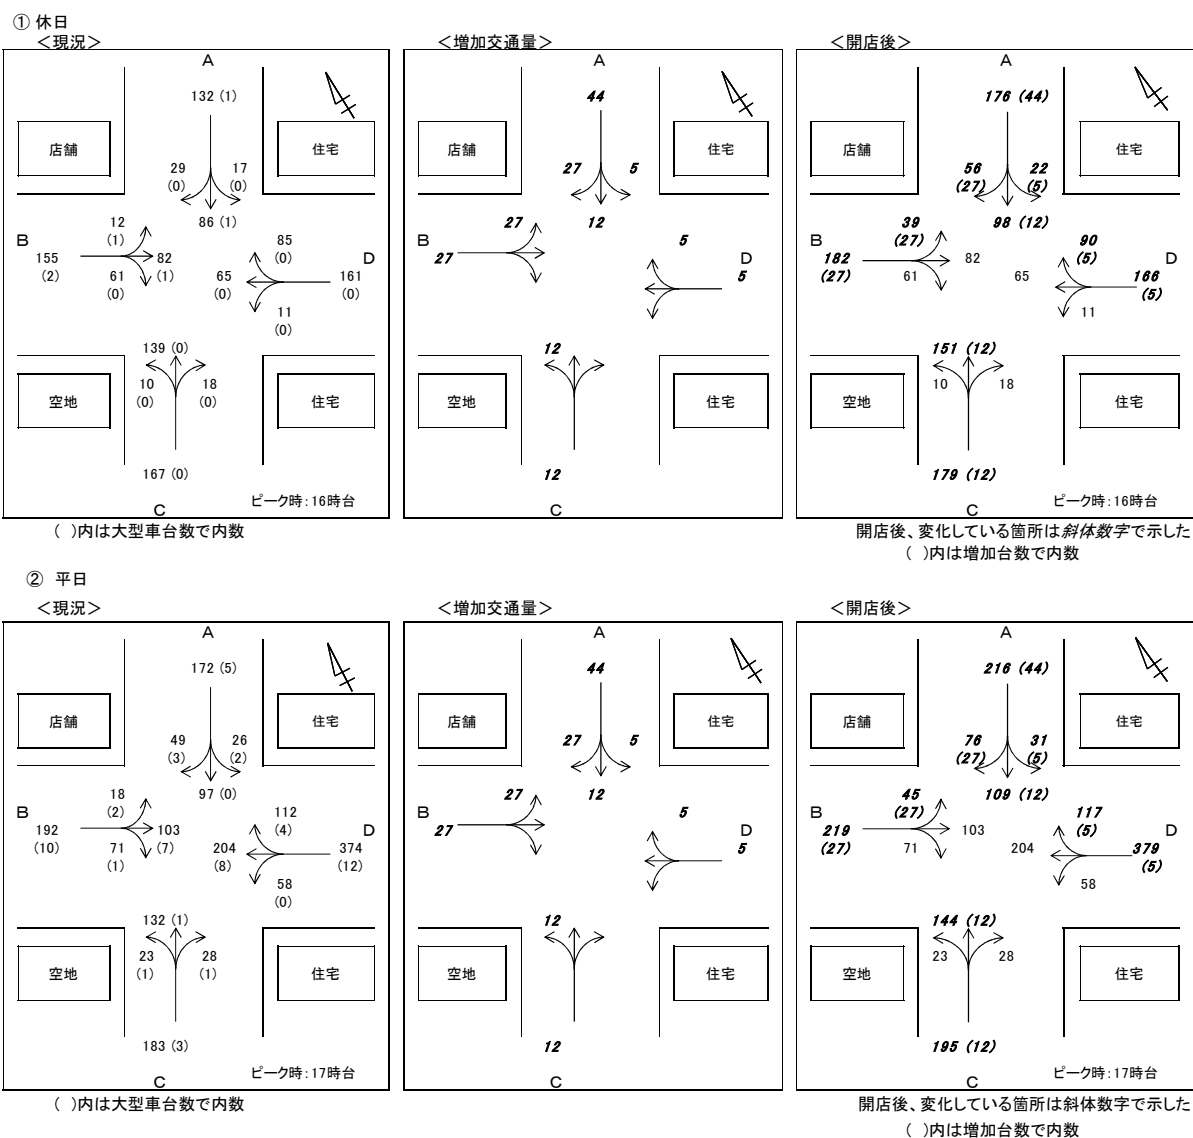 ① 休日
＜現況＞ ＜増加交通量＞ ＜開店後＞
A A A
132 (1) 44 176 (44)
店舗 住宅 店舗 住宅 店舗 住宅
29 17 27 5 56 22
(0) (0) (27) (5)
86 (1) 12 98 (12)
12 27 39
(1) (27)
85 5 90
(0) (5)
B D B D B D
155 82 161 27 5 182 82 166
(2) (1) (0) (27) (5)
61 65 61 65
(0) (0)
11 11
(0)
139 (0) 12 151 (12)
10 18 10 18
(0) (0)
空地 住宅 空地 住宅 空地 住宅
167 (0) 12 179 (12)
ピーク時：16時台 ピーク時：16時台
C C C
( )内は大型車台数で内数 開店後、変化している箇所は斜体数字で示した
( )内は増加台数で内数
② 平日
＜現況＞ ＜増加交通量＞ ＜開店後＞
A A A
172 (5) 44 216 (44)
店舗 住宅 店舗 住宅 店舗 住宅
49 26 27 5 76 31
(3) (2) (27) (5)
97 (0) 12 109 (12)
18 27 45
(2) (27)
112 5 117
(4) (5)
B D B D B D
192 103 374 27 5 219 103 379
(10) (7) (12) (27) (5)
71 204 71 204
(1) (8)
58 58
(0)
132 (1) 12 144 (12)
23 28 23 28
(1) (1)
空地 住宅 空地 住宅 空地 住宅
183 (3) 12 195 (12)
ピーク時：17時台 ピーク時：17時台
C C C
( )内は大型車台数で内数 開店後、変化している箇所は斜体数字で示した
( )内は増加台数で内数